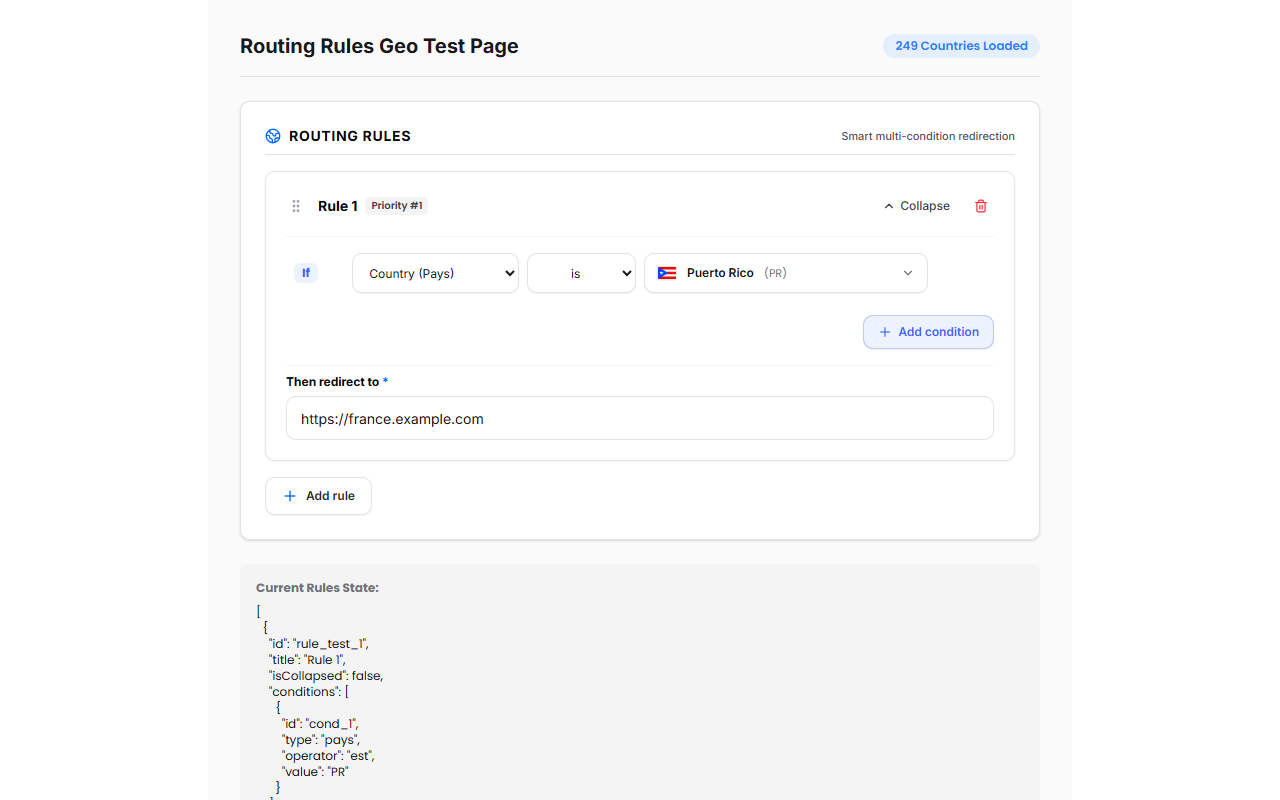 Routing Rules Geo Test Page
249 Countries Loaded
ROUTING RULES
Smart multi-condition redirection
Rule 1
Priority #1
Collapse
If
Country (Pays)
is
Puerto Rico (PR)
Add condition
Then redirect to *
https://france.example.com
Add rule
Current Rules State:
[
{
"id": "rule_test_1",
"title": "Rule 1",
"isCollapsed": false,
"conditions": [
{
"id": "cond_1",
"type": "pays",
"operator": "est",
"value": "PR"
}